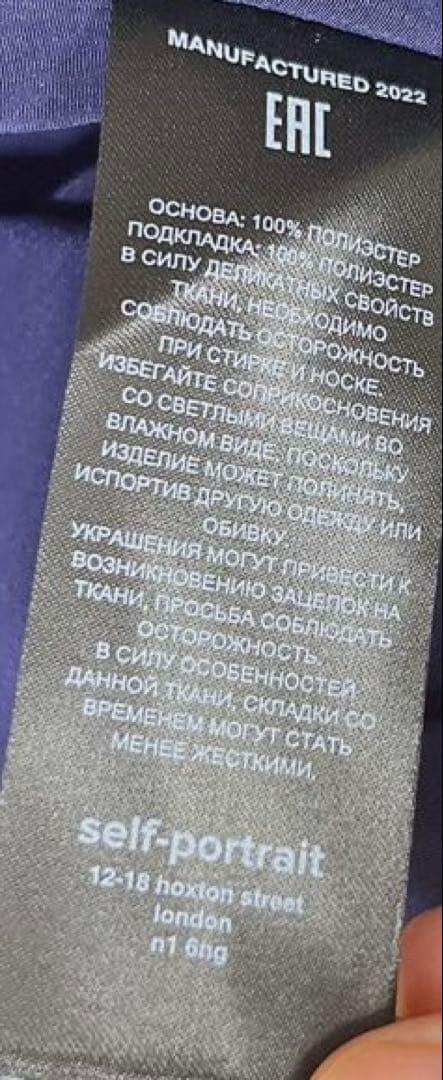 MANUFACTURED 2022
EAC
ОСНОВА: 100% ПОЛИЭСТЕР
ПОДКЛАДКА: 100% ПОЛИЭСТЕР
В СИЛУ ДЕЛИКАТНЫХ СВОЙСТВ
ТКАНИ, НЕОБХОДИМО
СОБЛЮДАТЬ ОСТОРОЖНОСТЬ
ПРИ СТИРКЕ И НОСКЕ.
ИЗБЕГАЙТЕ СОПРИКОСНОВЕНИЯ
СО СВЕТЛЫМИ ВЕЩАМИ ВО
ВЛАЖНОМ ВИДЕ, ПОСКОЛЬКУ
ИЗДЕЛИЕ МОЖЕТ ПОЛИНЯТЬ,
ИСПОРТИВ ДРУГУЮ ОДЕЖДУ ИЛИ
ОБИВКУ.
УКРАШЕНИЯ МОГУТ ПРИВЕСТИ К
ВОЗНИКНОВЕНИЮ ЗАЦЕПОК НА
ТКАНИ, ПРОСЬБА СОБЛЮДАТЬ
ОСТОРОЖНОСТЬ.
В СИЛУ ОСОБЕННОСТЕЙ
ДАННОЙ ТКАНИ, СКЛАДКИ СО
ВРЕМЕНЕМ МОГУТ СТАТЬ
МЕНЕЕ ЖЕСТКИМИ.
self-portrait
12-18 hoxton street
london
n1 6ng